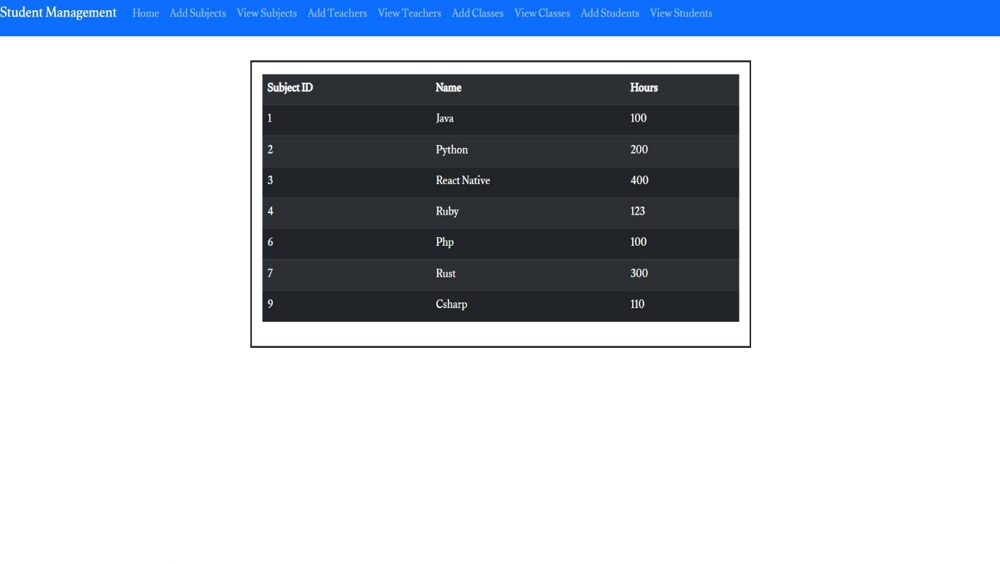 Student Management Home Add Subjects View Subjects Add Teachers View Teachers Add Classes View Classes Add Students View Students
Subject ID Name Hours
1 Java 100
2 Python 200
3 React Native 400
4 Ruby 123
6 Php 100
7 Rust 300
9 Csharp 110